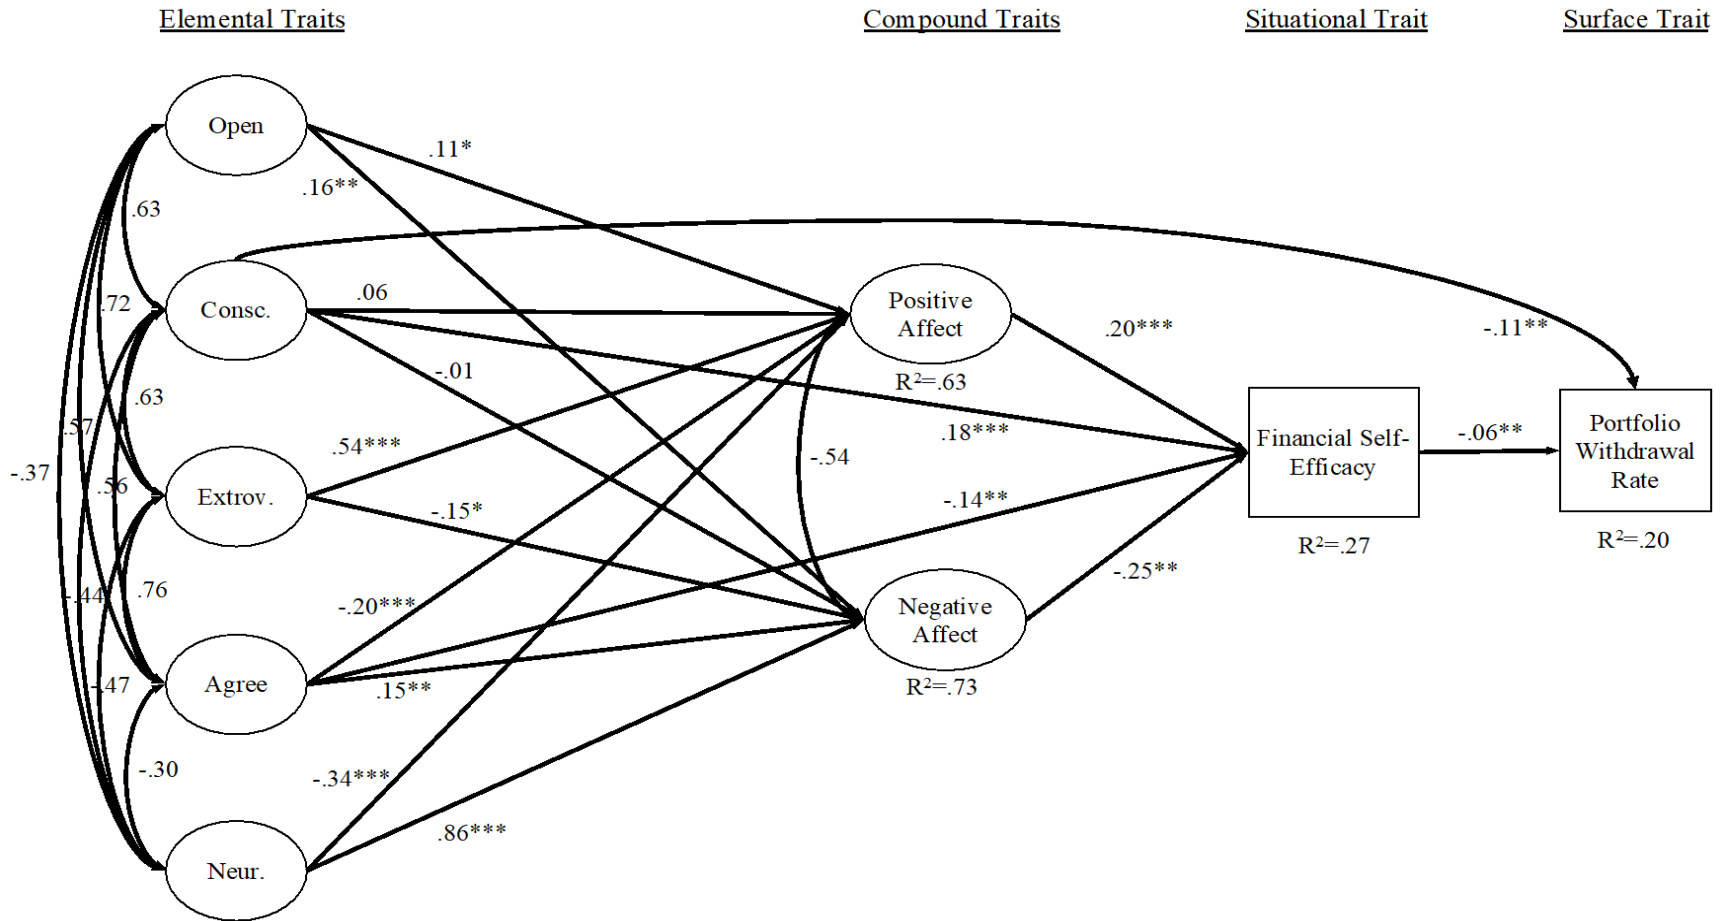 Elemental Traits
Compound Traits
Situational Trait
Surface Trait
Open
.11*
.16**
.63
Consc.
.06
.72
-.01
Positive
Affect
R²=.63
.20***
-.11**
.63
.54***
.18***
.57
-.37
-.54
Financial Self-
Efficacy
R²=.27
-.06**
Portfolio
Withdrawal
Rate
R²=.20
.56
Extrov.
-.15*
-.14**
-.25**
.76
-.44
-.20***
Negative
Affect
R²=.73
Agree
-.47
.15**
-.30
-.34***
.86***
Neur.